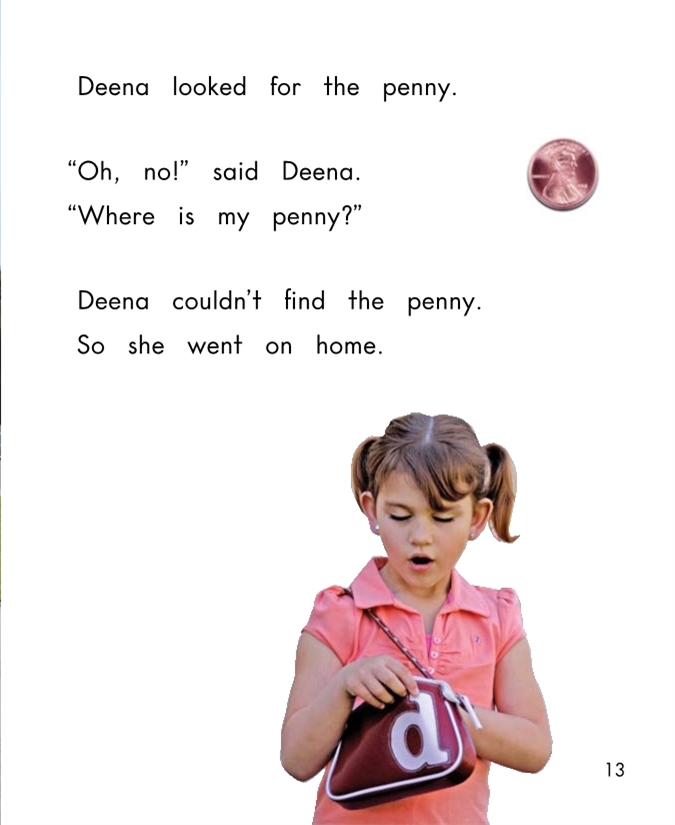 Deena looked for the penny.
“Oh, no!” said Deena.
“Where is my penny?”
Deena couldn’t find the penny.
So she went on home.
d
13